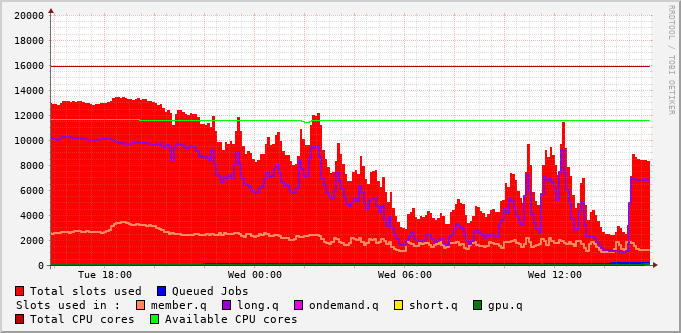 20000
18000
16000
14000
12000
10000
8000
6000
4000
2000
0
Tue 18:00 Wed 00:00 Wed 06:00 Wed 12:00
RRDTOOL / TOBI OETIKER
Total slots used Queued Jobs
Slots used in : member.q long.q ondemand.q short.q gpu.q
Total CPU cores Available CPU cores